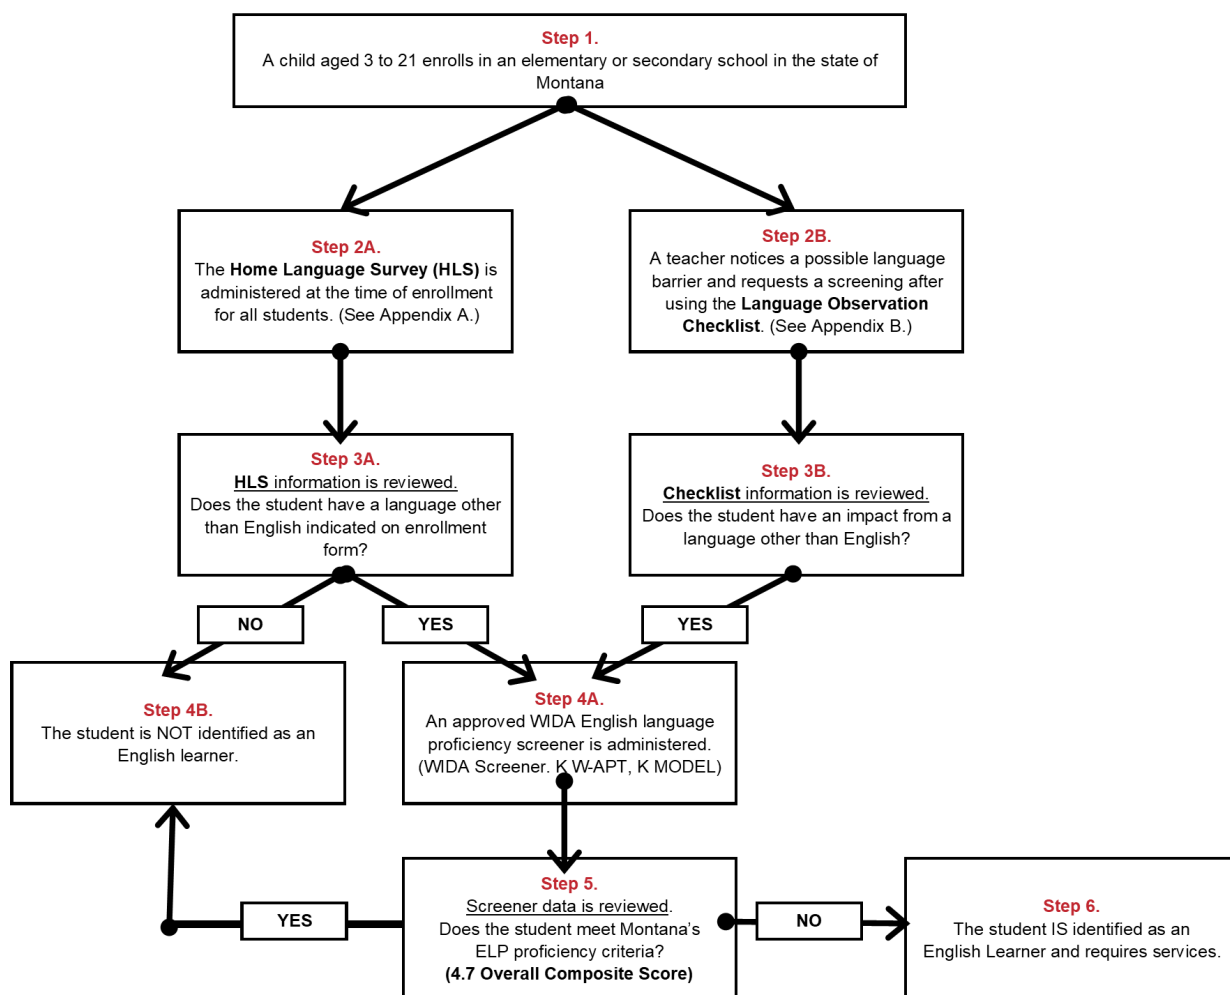 Step 1.
A child aged 3 to 21 enrolls in an elementary or secondary school in the state of
Montana
Step 2A.
The Home Language Survey (HLS) is
administered at the time of enrollment
for all students. (See Appendix A.)
Step 2B.
A teacher notices a possible language
barrier and requests a screening after
using the Language Observation
Checklist. (See Appendix B.)
Step 3A.
HLS information is reviewed.
Does the student have a language other
than English indicated on enrollment
form?
Step 3B.
Checklist information is reviewed.
Does the student have an impact from a
language other than English?
NO
YES
YES
Step 4B.
The student is NOT identified as an
English learner.
Step 4A.
An approved WIDA English language
proficiency screener is administered.
(WIDA Screener. K W-APT, K MODEL)
YES
Step 5.
Screener data is reviewed.
Does the student meet Montana's
ELP proficiency criteria?
(4.7 Overall Composite Score)
NO
Step 6.
The student IS identified as an
English Learner and requires services.